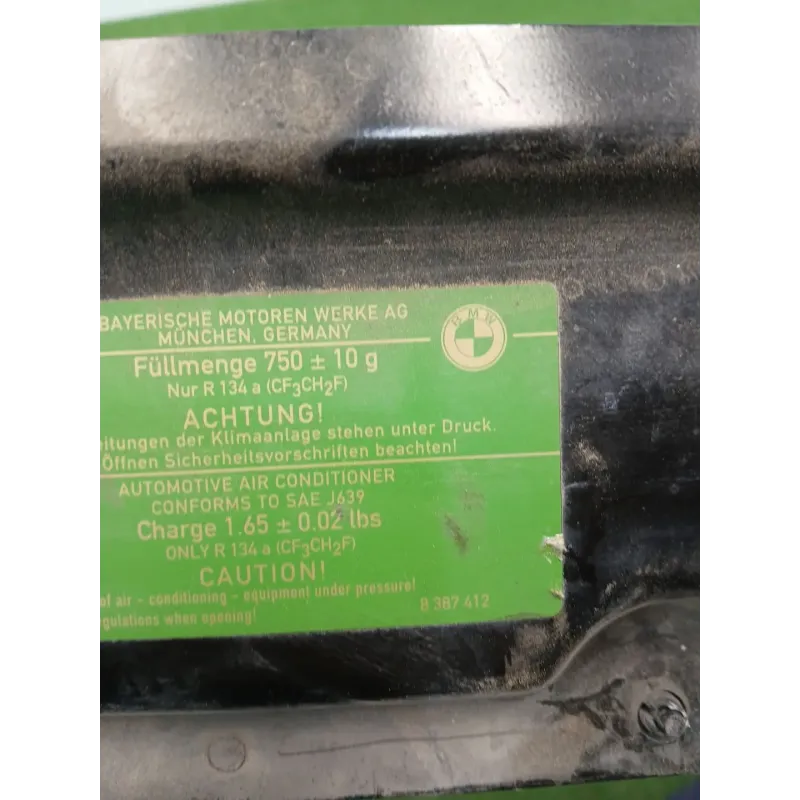 BAYERISCHE MOTOREN WERKE AG
MÜNCHEN, GERMANY
BMW
Füllmenge 750 ± 10 g
Nur R 134 a (CF₃CH₂F)
ACHTUNG!
eitungen der Klimaanlage stehen unter Druck.
Öffnen Sicherheitsvorschriften beachten!
AUTOMOTIVE AIR CONDITIONER
CONFORMS TO SAE J639
Charge 1.65 ± 0.02 lbs
ONLY R 134 a (CF₃CH₂F)
CAUTION!
of air - conditioning - equipment under pressure!
egulations when opening!
8 387 412